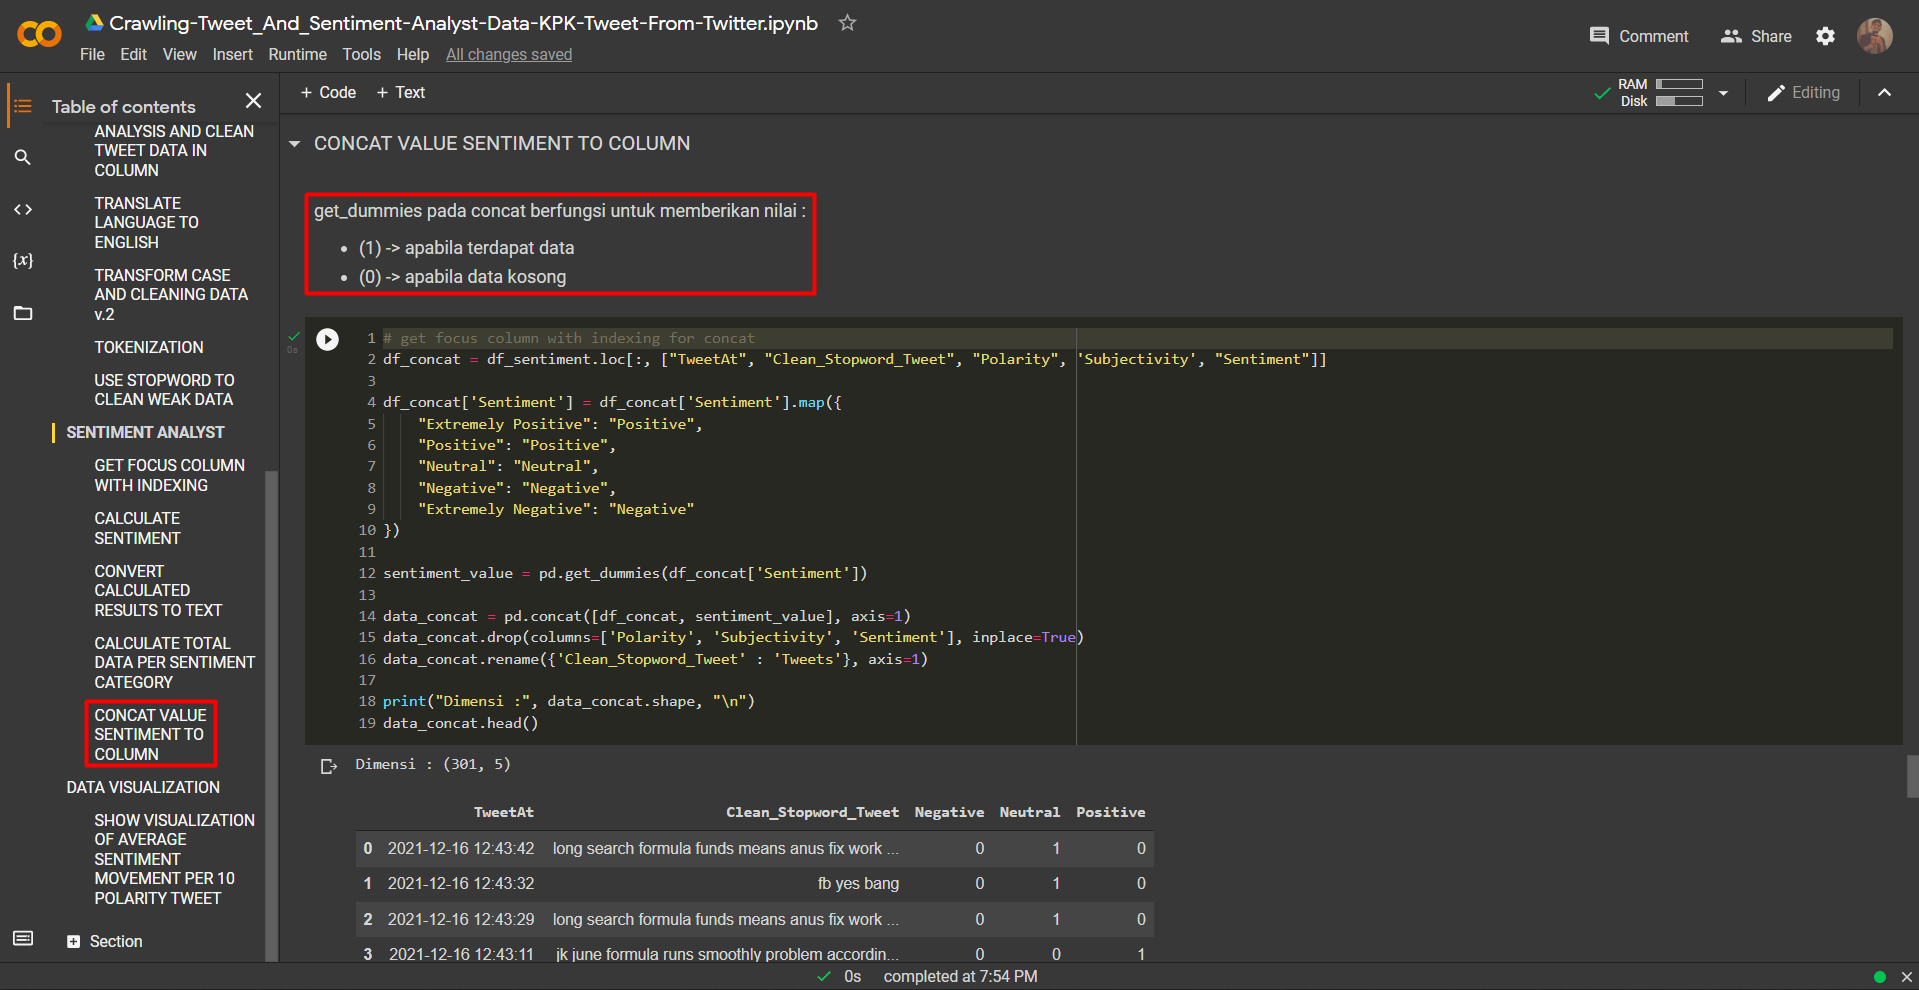 Crawling-Tweet_And_Sentiment-Analyst-Data-KPK-Tweet-From-Twitter.ipynb
File Edit View Insert Runtime Tools Help All changes saved
Comment Share
Table of contents
ANALYSIS AND CLEAN
TWEET DATA IN
COLUMN
TRANSLATE
LANGUAGE TO
ENGLISH
TRANSFORM CASE
AND CLEANING DATA
v.2
TOKENIZATION
USE STOPWORD TO
CLEAN WEAK DATA
SENTIMENT ANALYST
GET FOCUS COLUMN
WITH INDEXING
CALCULATE
SENTIMENT
CONVERT
CALCULATED
RESULTS TO TEXT
CALCULATE TOTAL
DATA PER SENTIMENT
CATEGORY
CONCAT VALUE
SENTIMENT TO
COLUMN
DATA VISUALIZATION
SHOW VISUALIZATION
OF AVERAGE
SENTIMENT
MOVEMENT PER 10
POLARITY TWEET
Section
+ Code + Text
RAM
Disk
Editing
CONCAT VALUE SENTIMENT TO COLUMN
get_dummies pada concat berfungsi untuk memberikan nilai :
• (1) -> apabila terdapat data
• (0) -> apabila data kosong
0s
1 # get focus column with indexing for concat
2 df_concat = df_sentiment.loc[:, ["TweetAt", "Clean_Stopword_Tweet", "Polarity", 'Subjectivity', "Sentiment"]]
3
4 df_concat['Sentiment'] = df_concat['Sentiment'].map({
5 "Extremely Positive": "Positive",
6 "Positive": "Positive",
7 "Neutral": "Neutral",
8 "Negative": "Negative",
9 "Extremely Negative": "Negative"
10 })
11
12 sentiment_value = pd.get_dummies(df_concat['Sentiment'])
13
14 data_concat = pd.concat([df_concat, sentiment_value], axis=1)
15 data_concat.drop(columns=['Polarity', 'Subjectivity', 'Sentiment'], inplace=True)
16 data_concat.rename({'Clean_Stopword_Tweet' : 'Tweets'}, axis=1)
17
18 print("Dimensi :", data_concat.shape, "\n")
19 data_concat.head()
Dimensi : (301, 5)
TweetAt Clean_Stopword_Tweet Negative Neutral Positive
0 2021-12-16 12:43:42 long search formula funds means anus fix work ... 0 1 0
1 2021-12-16 12:43:32 fb yes bang 0 1 0
2 2021-12-16 12:43:29 long search formula funds means anus fix work ... 0 1 0
3 2021-12-16 12:43:11 jk june formula runs smoothly problem accordin... 0 0 1
0s completed at 7:54 PM